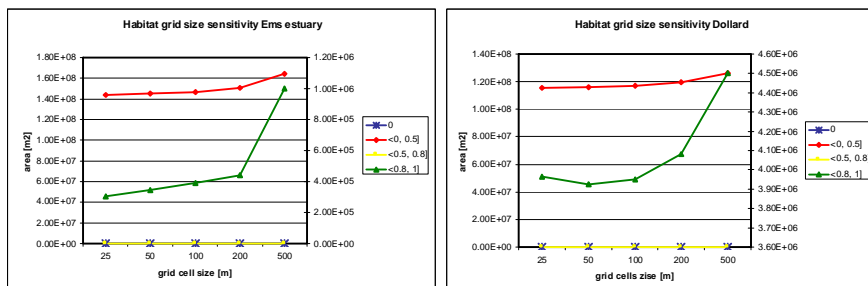 Habitat grid size sensitivity Ems estuary
1.80E+08
1.60E+08
1.40E+08
1.20E+08
1.00E+08
8.00E+07
6.00E+07
4.00E+07
2.00E+07
0.00E+00
area [m2]
1.20E+06
1.00E+06
8.00E+05
6.00E+05
4.00E+05
2.00E+05
0.00E+00
25 50 100 200 500
grid cell size [m]
0
<0, 0.5]
<0.5, 0.8]
<0.8, 1]
Habitat grid size sensitivity Dollard
1.40E+08
1.20E+08
1.00E+08
8.00E+07
6.00E+07
4.00E+07
2.00E+07
0.00E+00
area [m2]
4.60E+06
4.50E+06
4.40E+06
4.30E+06
4.20E+06
4.10E+06
4.00E+06
3.90E+06
3.80E+06
3.70E+06
3.60E+06
25 50 100 200 500
grid cells zise [m]
0
<0, 0.5]
<0.5, 0.8]
<0.8, 1]